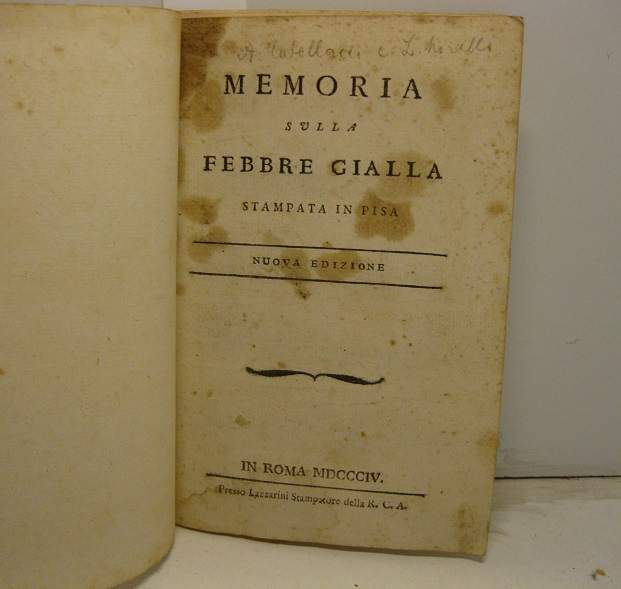 MEMORIA
SVLLA
FEBBRE GIALLA
STAMPATA IN PISA
NUOVA EDIZIONE
IN ROMA MDCCCIV.
Presso Lazzarini Stampatore della R. C. A.